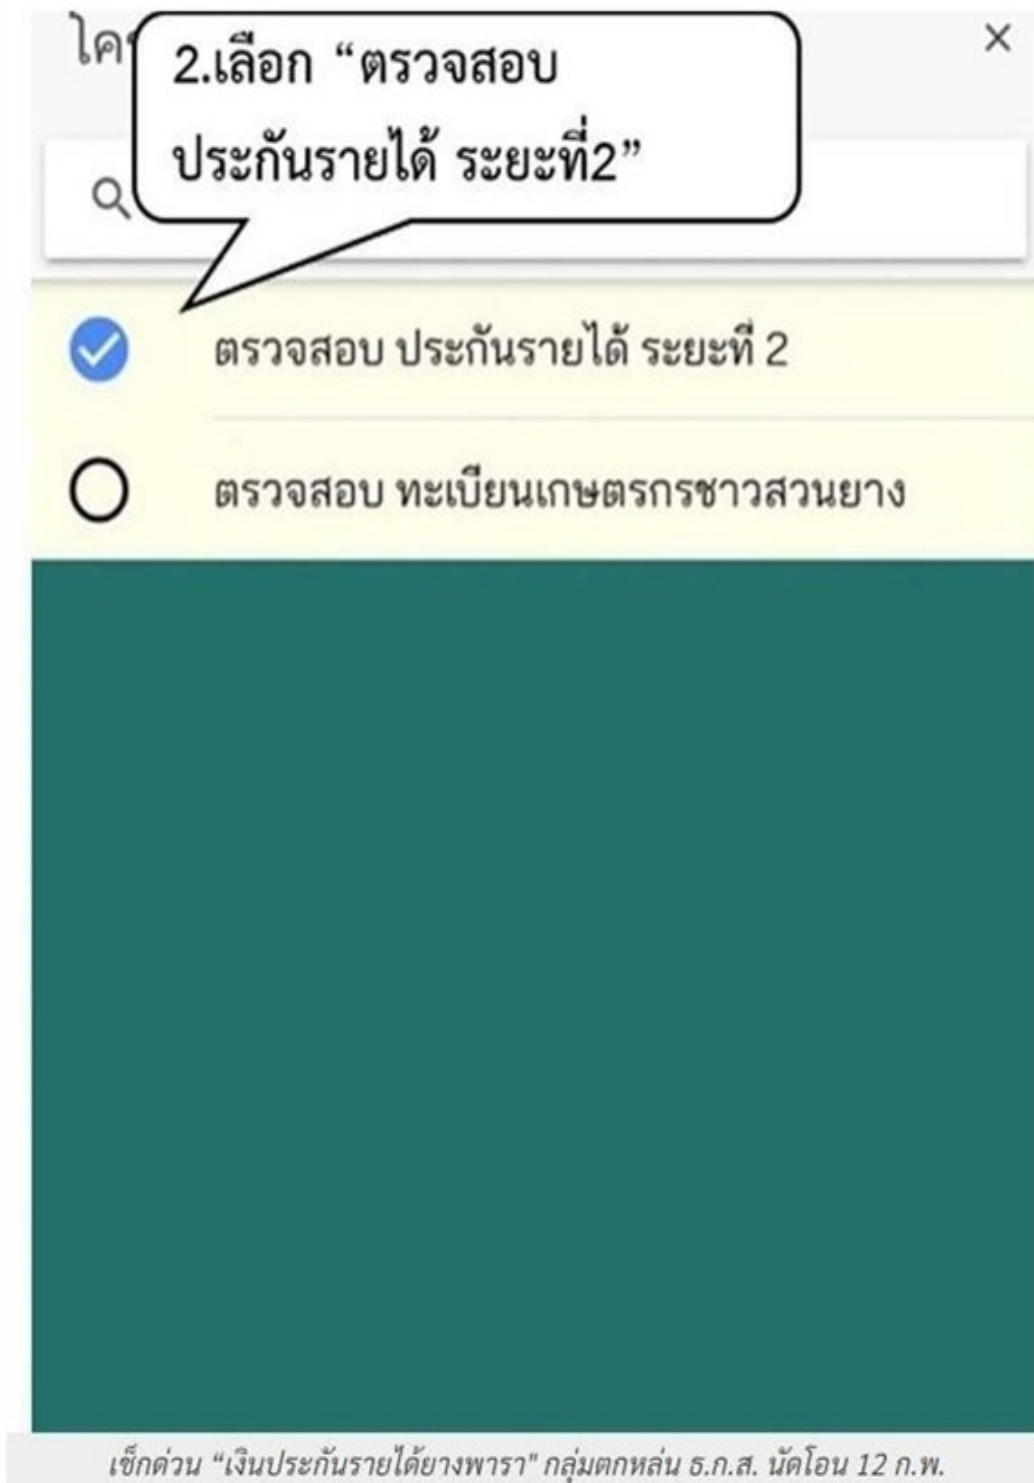 2.เลือก “ตรวจสอบ
ประกันรายได้ ระยะที่2”
ตรวจสอบ ประกันรายได้ ระยะที่ 2
ตรวจสอบ ทะเบียนเกษตรกรชาวสวนยาง
เช็กด่วน “เงินประกันรายได้ยางพารา" กลุ่มตกหล่น ธ.ก.ส. นัดโอน 12 ก.พ.